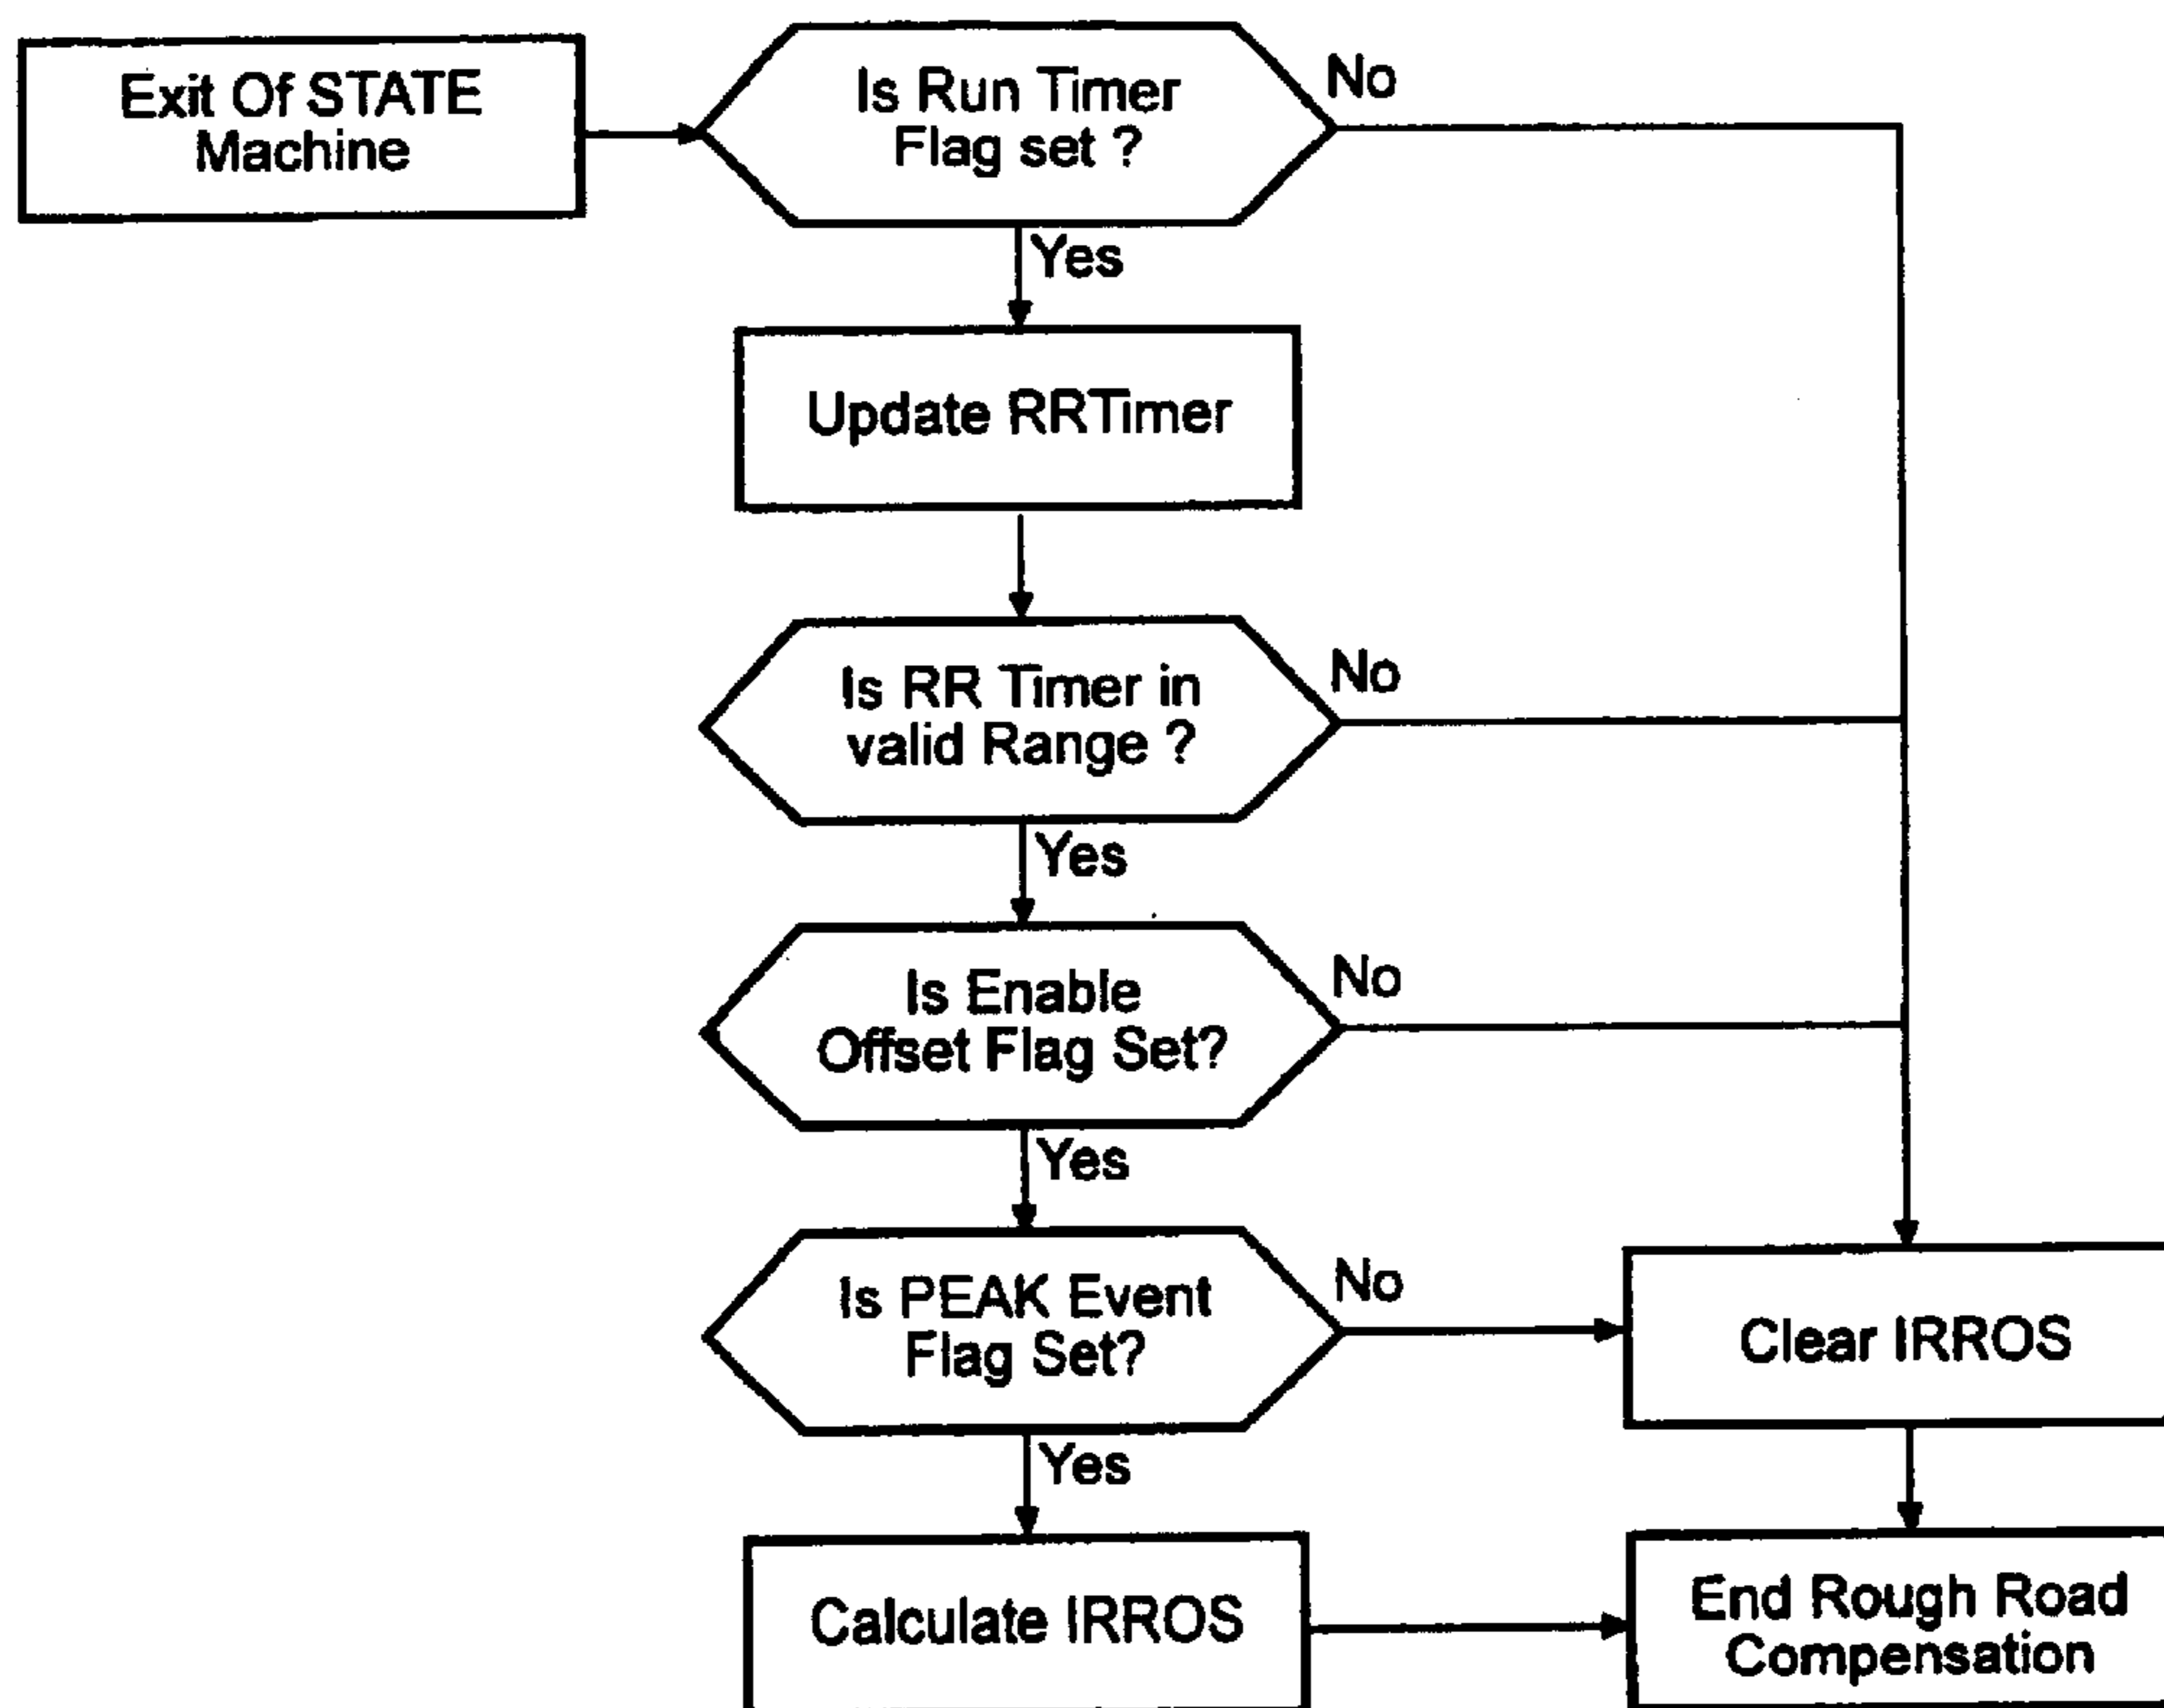 Exit Of STATE
Machine
Is Run Timer
Flag set ?
No
Yes
Update RRTimer
Is RR Timer in
valid Range ?
No
Yes
Is Enable
Offset Flag Set?
No
Yes
Is PEAK Event
Flag Set?
No
Clear IRROS
Yes
Calculate IRROS
End Rough Road
Compensation